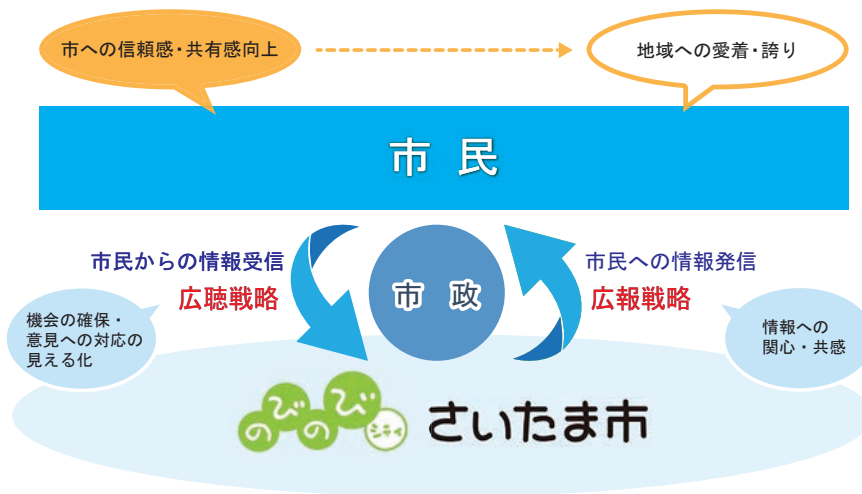 市への信頼感・共有感向上
地域への愛着・誇り
市民
市民からの情報受信
広聴戦略
市政
市民への情報発信
広報戦略
機会の確保・
意見への対応の
見える化
情報への
関心・共感
のびのびシティ
さいたま市